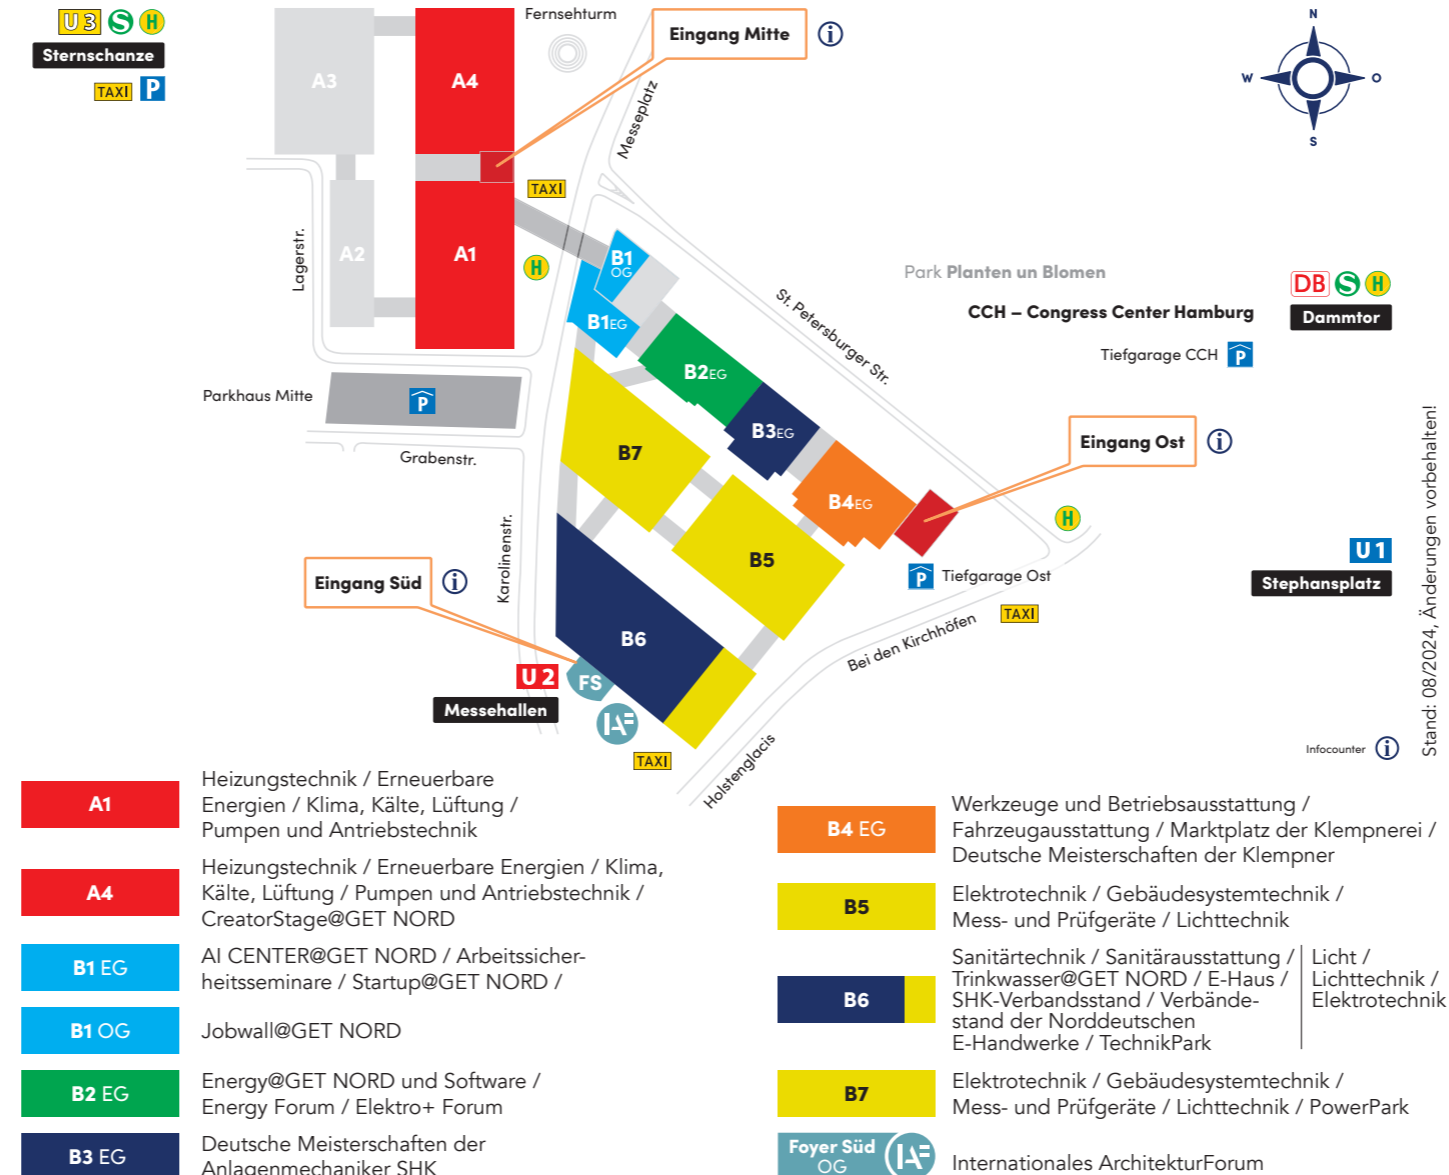 U3 S H
Sternschanze
TAXI P
Fernsehturm
Eingang Mitte i
N
W O
S
A3
A4
Messeplatz
TAXI
Lagerstr.
A2
A1
H
B1
OG
B1EG
Park Planten un Blomen
CCH – Congress Center Hamburg
DB S H
Dammtor
Tiefgarage CCH P
St. Petersburger Str.
Parkhaus Mitte
P
B2EG
B3EG
Grabenstr.
B7
Eingang Ost i
B4EG
H
Karolinenstr.
B5
P Tiefgarage Ost
U1
Stephansplatz
Eingang Süd i
TAXI
B6
Bei den Kirchhöfen
U2
Messehallen
FS
IAF
TAXI
Holstenglacis
Infocounter i
Stand: 08/2024, Änderungen vorbehalten!
A1
Heizungstechnik / Erneuerbare
Energien / Klima, Kälte, Lüftung /
Pumpen und Antriebstechnik
A4
Heizungstechnik / Erneuerbare Energien / Klima,
Kälte, Lüftung / Pumpen und Antriebstechnik /
CreatorStage@GET NORD
B1 EG
AI CENTER@GET NORD / Arbeitssicher-
heitsseminare / Startup@GET NORD /
B1 OG
Jobwall@GET NORD
B2 EG
Energy@GET NORD und Software /
Energy Forum / Elektro+ Forum
B3 EG
Deutsche Meisterschaften der
Anlagenmechaniker SHK
B4 EG
Werkzeuge und Betriebsausstattung /
Fahrzeugausstattung / Marktplatz der Klempnerei /
Deutsche Meisterschaften der Klempner
B5
Elektrotechnik / Gebäudesystemtechnik /
Mess- und Prüfgeräte / Lichttechnik
B6
Sanitärtechnik / Sanitärausstattung /
Trinkwasser@GET NORD / E-Haus /
SHK-Verbandsstand / Verbände-
stand der Norddeutschen
E-Handwerke / TechnikPark
Licht /
Lichttechnik /
Elektrotechnik
B7
Elektrotechnik / Gebäudesystemtechnik /
Mess- und Prüfgeräte / Lichttechnik / PowerPark
Foyer Süd
OG
IAF
Internationales ArchitekturForum